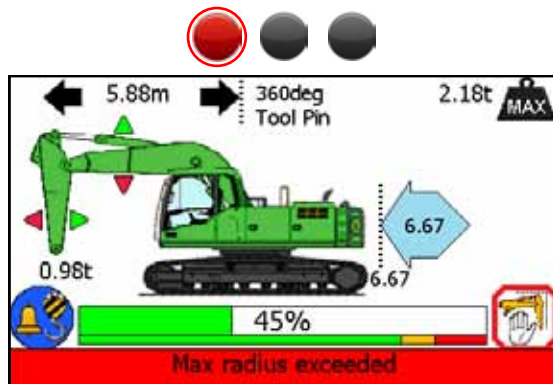 5.88m
360deg
Tool Pin
2.18t
MAX
6.67
6.67
0.98t
45%
Max radius exceeded